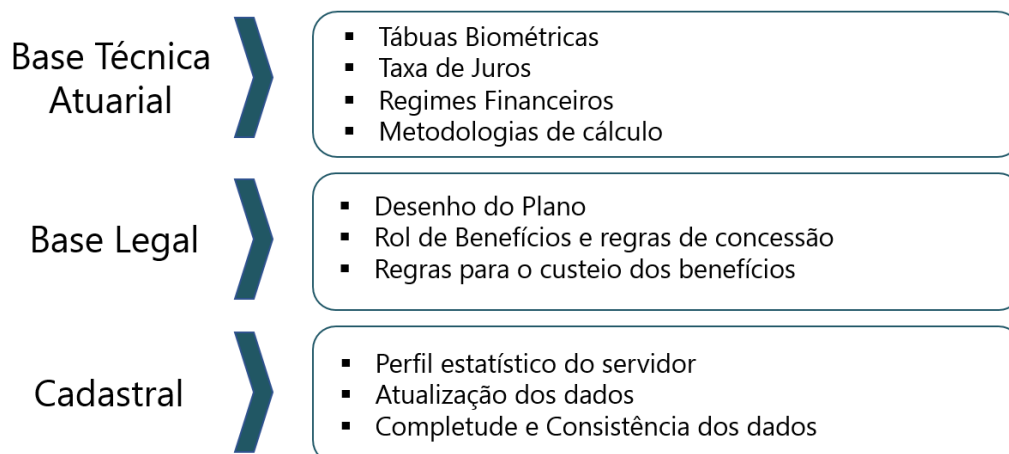 Base Técnica
Atuarial
▪ Tábuas Biométricas
▪ Taxa de Juros
▪ Regimes Financeiros
▪ Metodologias de cálculo
Base Legal
▪ Desenho do Plano
▪ Rol de Benefícios e regras de concessão
▪ Regras para o custeio dos benefícios
Cadastral
▪ Perfil estatístico do servidor
▪ Atualização dos dados
▪ Completude e Consistência dos dados